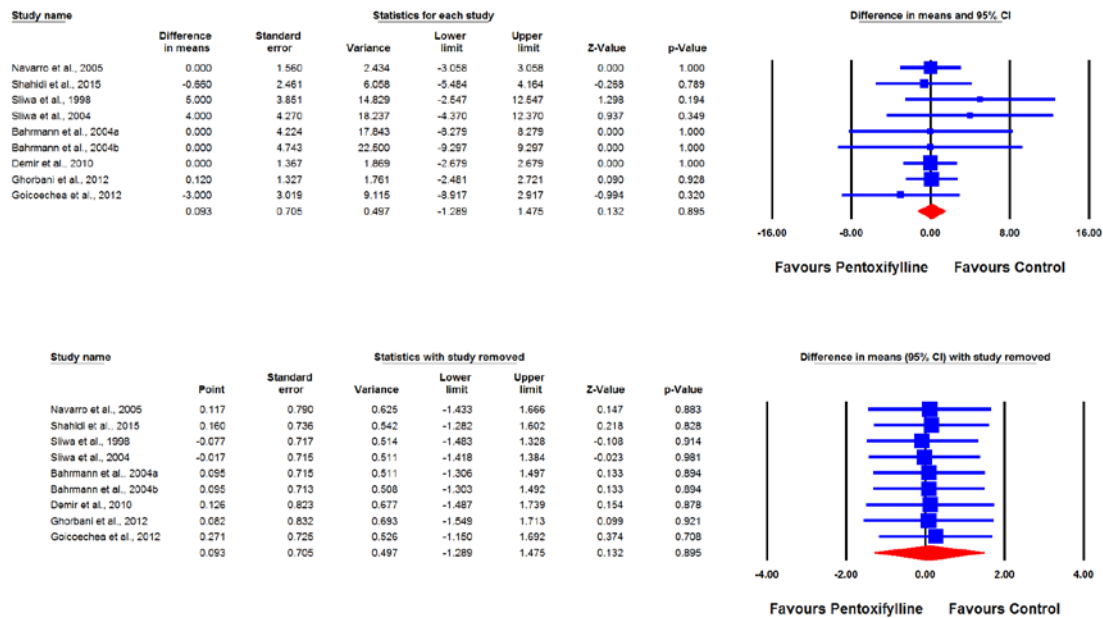 Study name Statistics for each study Difference in means and 95% CI
Difference in means Standard error Variance Lower limit Upper limit Z-Value p-Value
Navarro et al., 2005 0.000 1.560 2.434 -3.058 3.058 0.000 1.000
Shahidi et al., 2015 -0.660 2.461 6.058 -5.484 4.164 -0.268 0.789
Sliwa et al., 1998 5.000 3.851 14.829 -2.547 12.547 1.298 0.194
Sliwa et al., 2004 4.000 4.270 18.237 -4.370 12.370 0.937 0.349
Bahrmann et al., 2004a 0.000 4.224 17.843 -8.279 8.279 0.000 1.000
Bahrmann et al., 2004b 0.000 4.743 22.500 -9.297 9.297 0.000 1.000
Demir et al., 2010 0.000 1.367 1.869 -2.679 2.679 0.000 1.000
Ghorbani et al., 2012 0.120 1.327 1.761 -2.481 2.721 0.090 0.928
Goicoechea et al., 2012 -3.000 3.019 9.115 -8.917 2.917 -0.994 0.320
0.093 0.705 0.497 -1.289 1.475 0.132 0.895
-16.00 -8.00 0.00 8.00 16.00
Favours Pentoxifylline Favours Control
Study name Statistics with study removed Difference in means (95% CI) with study removed
Point Standard error Variance Lower limit Upper limit Z-Value p-Value
Navarro et al., 2005 0.117 0.790 0.625 -1.433 1.666 0.147 0.883
Shahidi et al., 2015 0.160 0.736 0.542 -1.282 1.602 0.218 0.828
Sliwa et al., 1998 -0.077 0.717 0.514 -1.483 1.328 -0.108 0.914
Sliwa et al., 2004 -0.017 0.715 0.511 -1.418 1.384 -0.023 0.981
Bahrmann et al., 2004a 0.095 0.715 0.511 -1.306 1.497 0.133 0.894
Bahrmann et al., 2004b 0.095 0.713 0.508 -1.303 1.492 0.133 0.894
Demir et al., 2010 0.126 0.823 0.677 -1.487 1.739 0.154 0.878
Ghorbani et al., 2012 0.082 0.832 0.693 -1.549 1.713 0.099 0.921
Goicoechea et al., 2012 0.271 0.725 0.526 -1.150 1.692 0.374 0.708
0.093 0.705 0.497 -1.289 1.475 0.132 0.895
-4.00 -2.00 0.00 2.00 4.00
Favours Pentoxifylline Favours Control